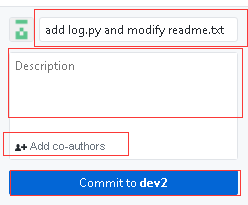 add log.py and modify readme.txt
Description
Add co-authors
Commit to dev2